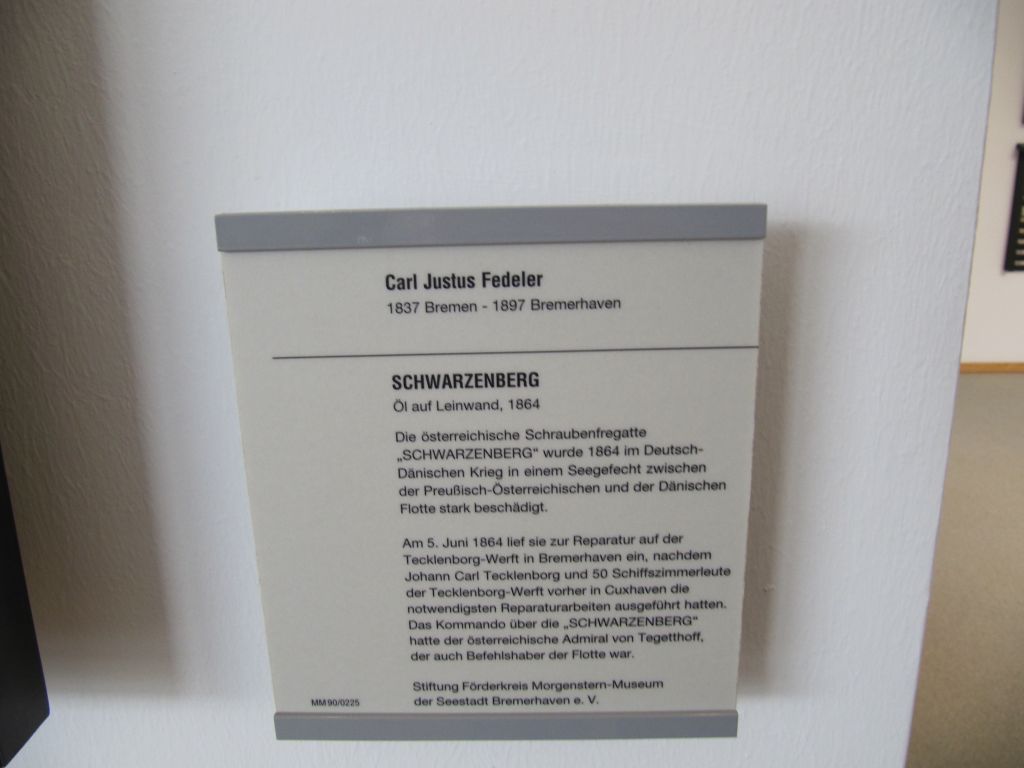 Carl Justus Fedeler
1837 Bremen - 1897 Bremerhaven
SCHWARZENBERG
Öl auf Leinwand, 1864
Die österreichische Schraubenfregatte
„SCHWARZENBERG“ wurde 1864 im Deutsch-
Dänischen Krieg in einem Seegefecht zwischen
der Preußisch-Österreichischen und der Dänischen
Flotte stark beschädigt.
Am 5. Juni 1864 lief sie zur Reparatur auf der
Tecklenborg-Werft in Bremerhaven ein, nachdem
Johann Carl Tecklenborg und 50 Schiffszimmerleute
der Tecklenborg-Werft vorher in Cuxhaven die
notwendigsten Reparaturarbeiten ausgeführt hatten.
Das Kommando über die „SCHWARZENBERG“
hatte der österreichische Admiral von Tegetthoff,
der auch Befehlshaber der Flotte war.
Stiftung Förderkreis Morgenstern-Museum
der Seestadt Bremerhaven e. V.
MM 90/0225